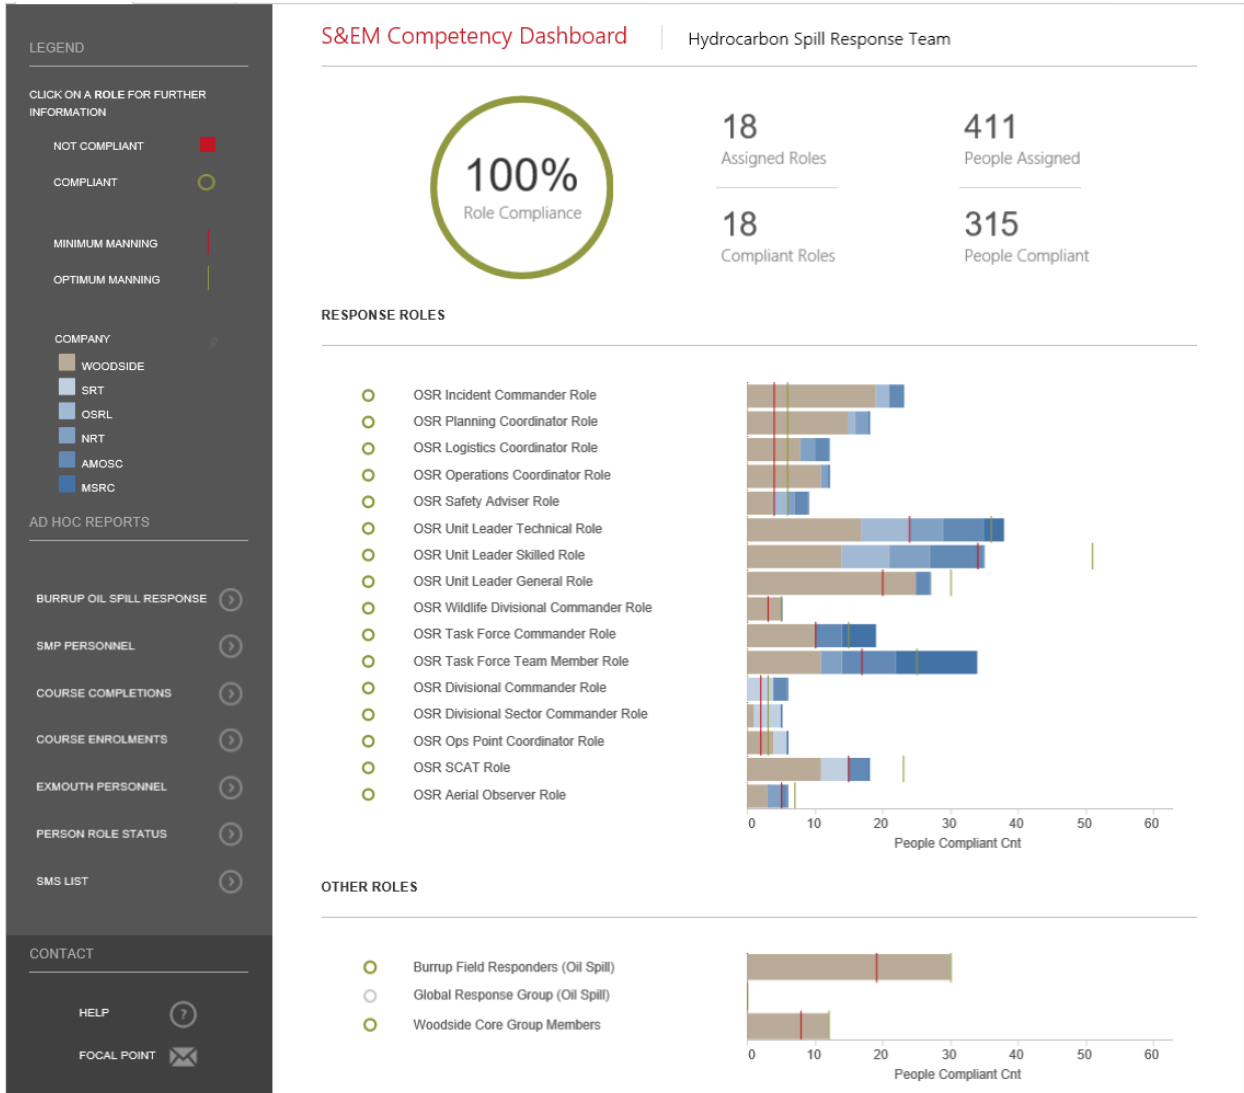 LEGEND
CLICK ON A ROLE FOR FURTHER
INFORMATION
NOT COMPLIANT
COMPLIANT
MINIMUM MANNING
OPTIMUM MANNING
COMPANY
WOODSIDE
SRT
OSRL
NRT
AMOSC
MSRC
AD HOC REPORTS
BURRUP OIL SPILL RESPONSE
SMP PERSONNEL
COURSE COMPLETIONS
COURSE ENROLMENTS
EXMOUTH PERSONNEL
PERSON ROLE STATUS
SMS LIST
CONTACT
HELP ?
FOCAL POINT
S&EM Competency Dashboard
Hydrocarbon Spill Response Team
100%
Role Compliance
18
Assigned Roles
411
People Assigned
18
Compliant Roles
315
People Compliant
RESPONSE ROLES
OSR Incident Commander Role
OSR Planning Coordinator Role
OSR Logistics Coordinator Role
OSR Operations Coordinator Role
OSR Safety Adviser Role
OSR Unit Leader Technical Role
OSR Unit Leader Skilled Role
OSR Unit Leader General Role
OSR Wildlife Divisional Commander Role
OSR Task Force Commander Role
OSR Task Force Team Member Role
OSR Divisional Commander Role
OSR Divisional Sector Commander Role
OSR Ops Point Coordinator Role
OSR SCAT Role
OSR Aerial Observer Role
0 10 20 30 40 50 60
People Compliant Cnt
OTHER ROLES
Burrup Field Responders (Oil Spill)
Global Response Group (Oil Spill)
Woodside Core Group Members
0 10 20 30 40 50 60
People Compliant Cnt